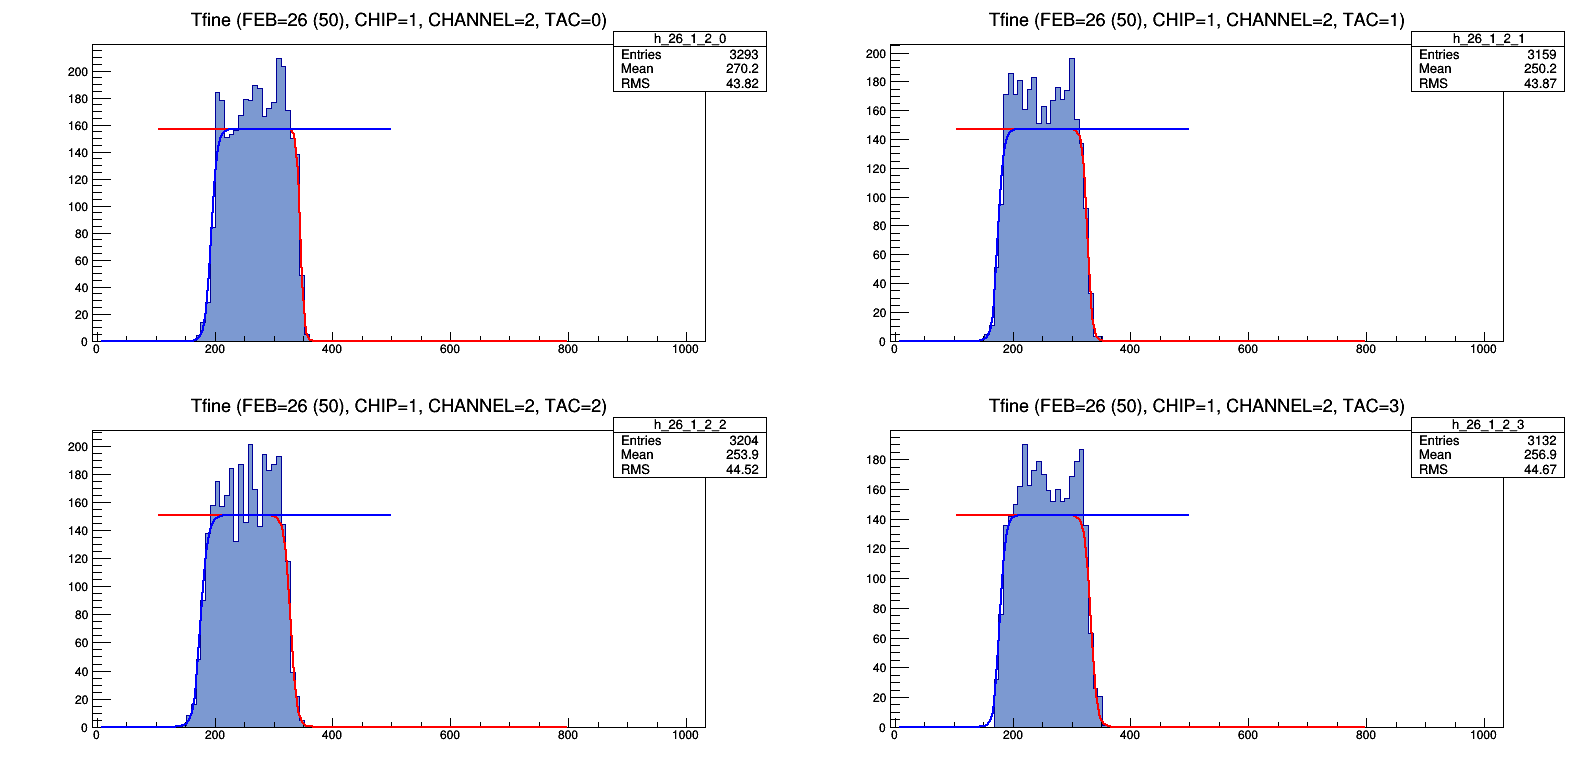 Tfine (FEB=26 (50), CHIP=1, CHANNEL=2, TAC=0)
h_26_1_2_0
Entries 3293
Mean 270.2
RMS 43.82
200
180
160
140
120
100
80
60
40
20
0
0 200 400 600 800 1000
Tfine (FEB=26 (50), CHIP=1, CHANNEL=2, TAC=1)
h_26_1_2_1
Entries 3159
Mean 250.2
RMS 43.87
200
180
160
140
120
100
80
60
40
20
0
0 200 400 600 800 1000
Tfine (FEB=26 (50), CHIP=1, CHANNEL=2, TAC=2)
h_26_1_2_2
Entries 3204
Mean 253.9
RMS 44.52
200
180
160
140
120
100
80
60
40
20
0
0 200 400 600 800 1000
Tfine (FEB=26 (50), CHIP=1, CHANNEL=2, TAC=3)
h_26_1_2_3
Entries 3132
Mean 256.9
RMS 44.67
180
160
140
120
100
80
60
40
20
0
0 200 400 600 800 1000